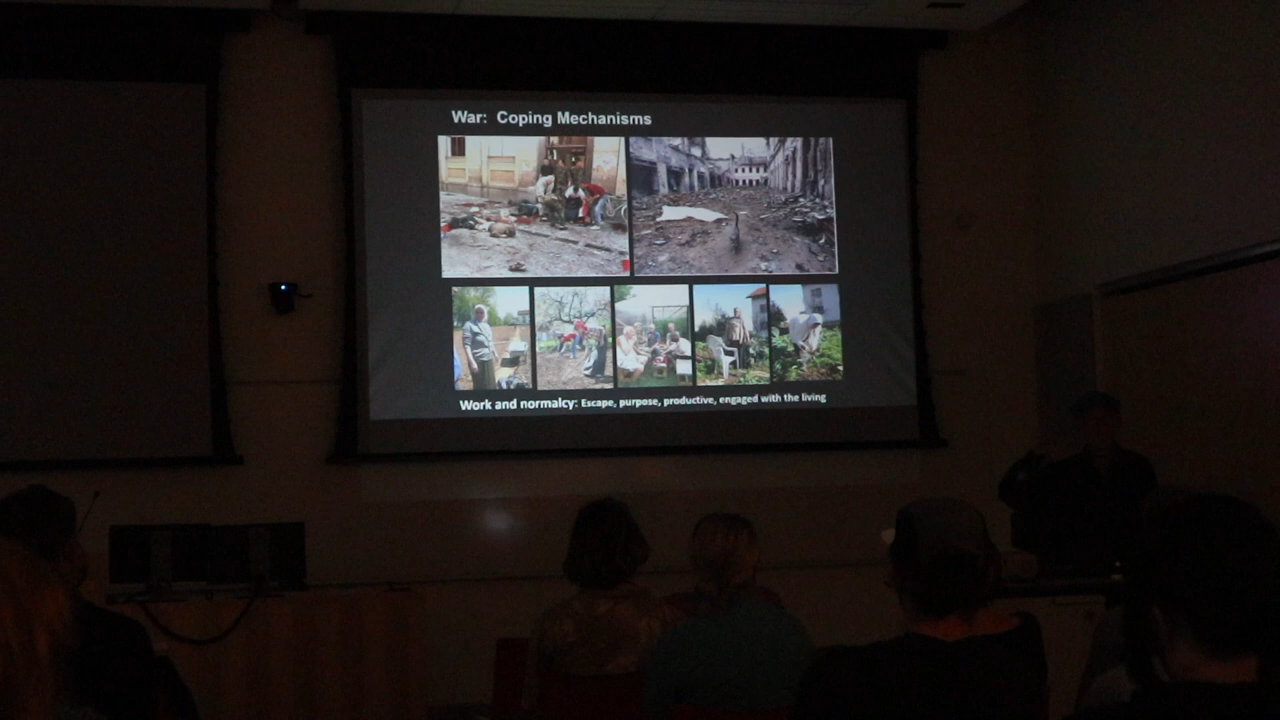 War: Coping Mechanisms
Work and normalcy: Escape, purpose, productive, engaged with the living